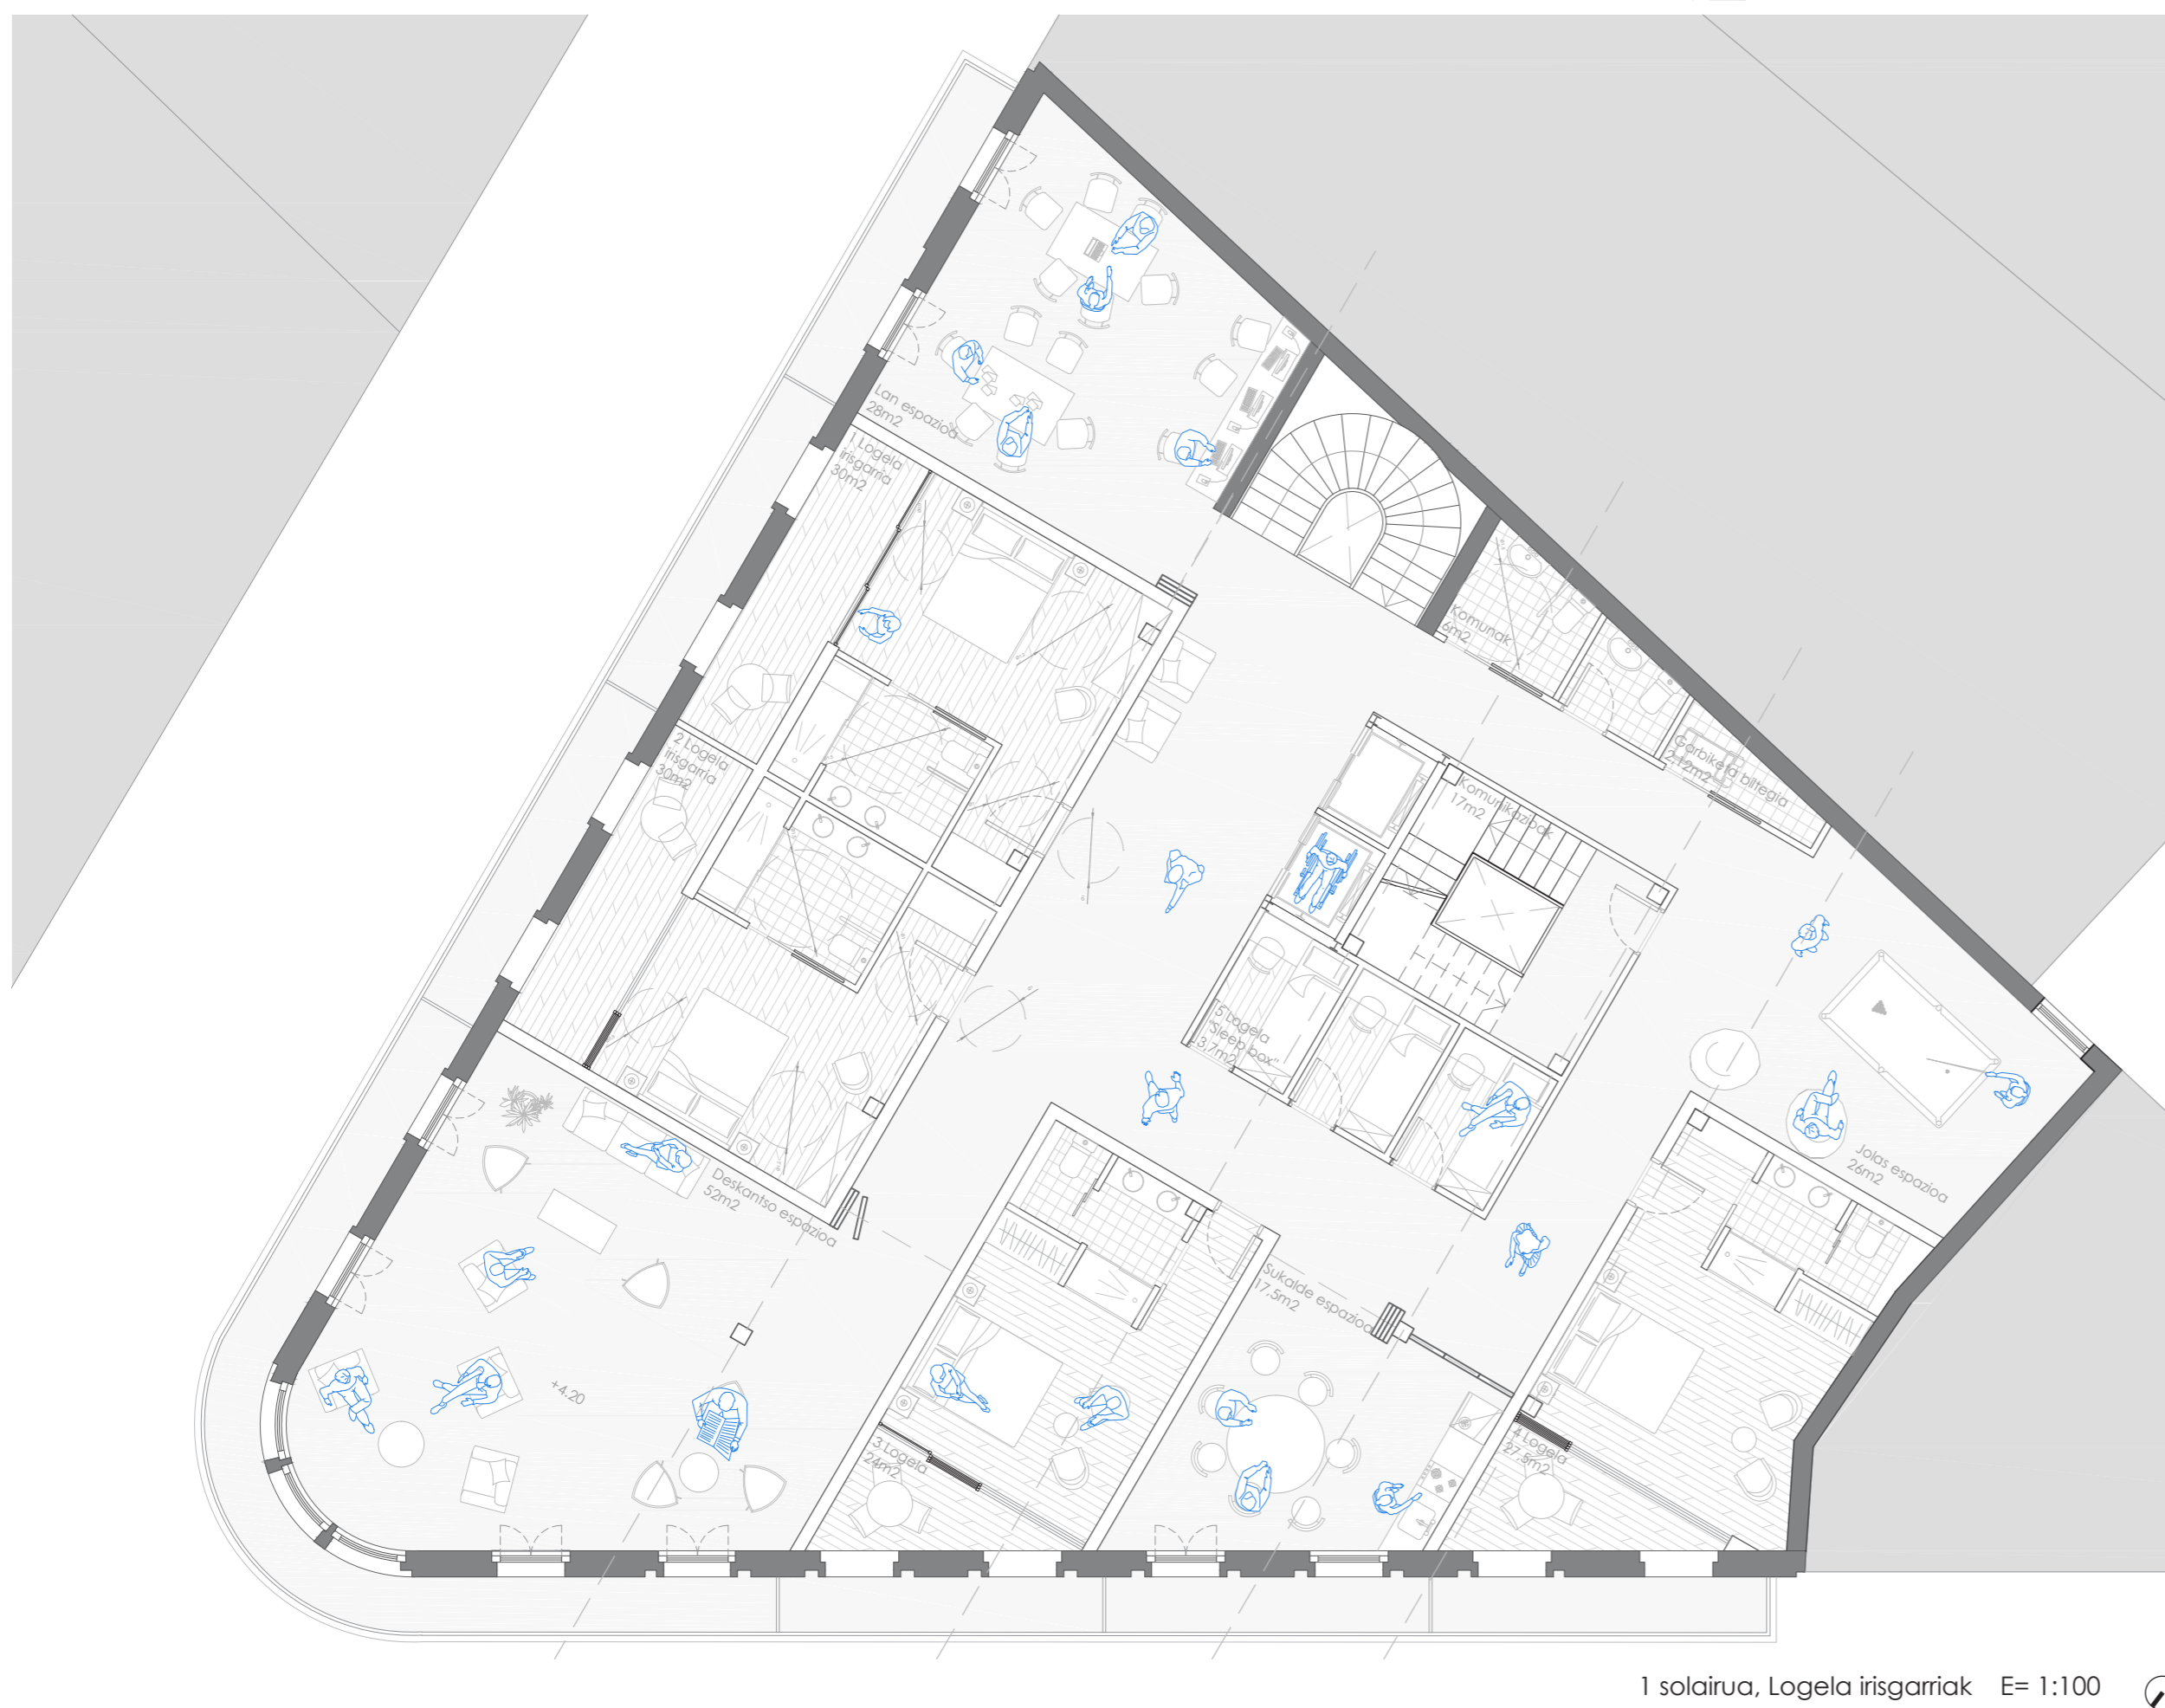 Lan espazioa
28m2
1 Logela
irisgarria
30m2
Komunak
6m2
Garbiketa biltegia
2,12m2
2 Logela
irisgarria
30m2
Komunikazioak
17m2
5 Logela
"Sleep box"
3,7m2
Jolas espazioa
26m2
Deskantso espazioa
52m2
Sukalde espazioa
17,5m2
+4.20
3 Logela
24m2
4 Logela
27,5m2
1 solairua, Logela irisgarriak E= 1:100